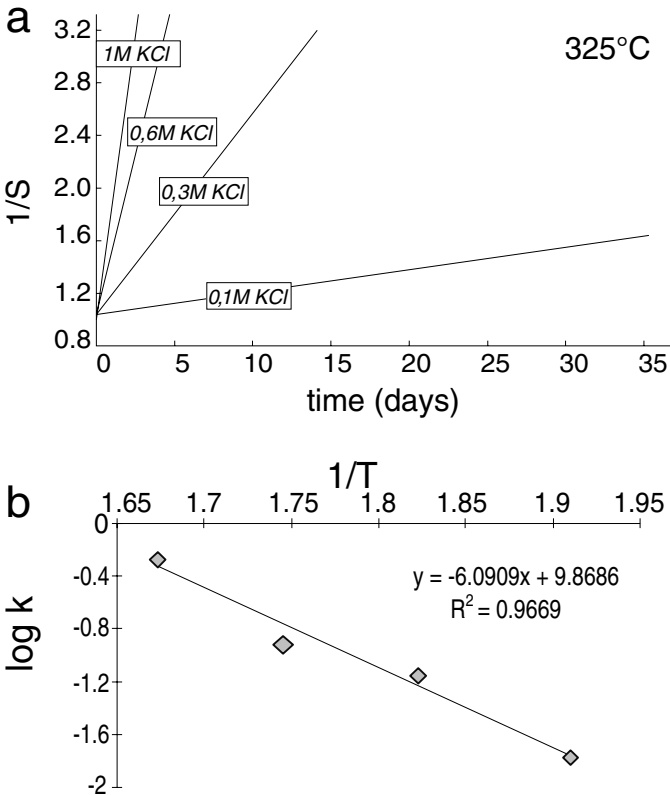 a
325°C
3.2
2.8
2.4
2.0
1.6
1.2
0.8
1/S
1M KCl
0,6M KCl
0,3M KCl
0,1M KCl
0 5 10 15 20 25 30 35
time (days)
b
1/T
1.65 1.7 1.75 1.8 1.85 1.9 1.95
0
-0.4
-0.8
-1.2
-1.6
-2
log k
y = -6.0909x + 9.8686
R² = 0.9669